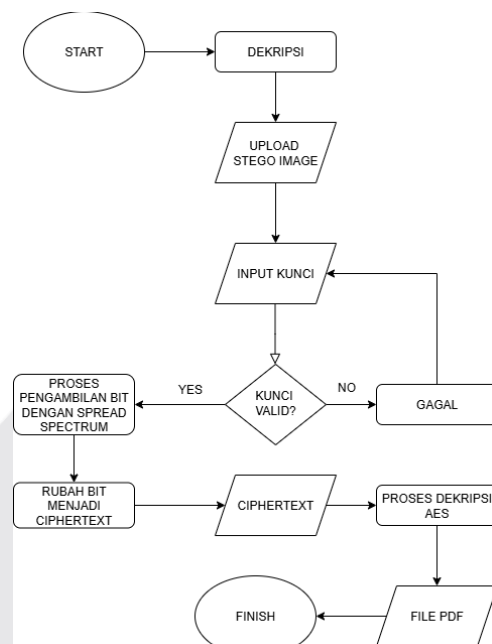 START
DEKRIPSI
UPLOAD
STEGO IMAGE
INPUT KUNCI
KUNCI
VALID?
YES
NO
PROSES
PENGAMBILAN BIT
DENGAN SPREAD
SPECTRUM
GAGAL
RUBAH BIT
MENJADI
CIPHERTEXT
CIPHERTEXT
PROSES DEKRIPSI
AES
FILE PDF
FINISH